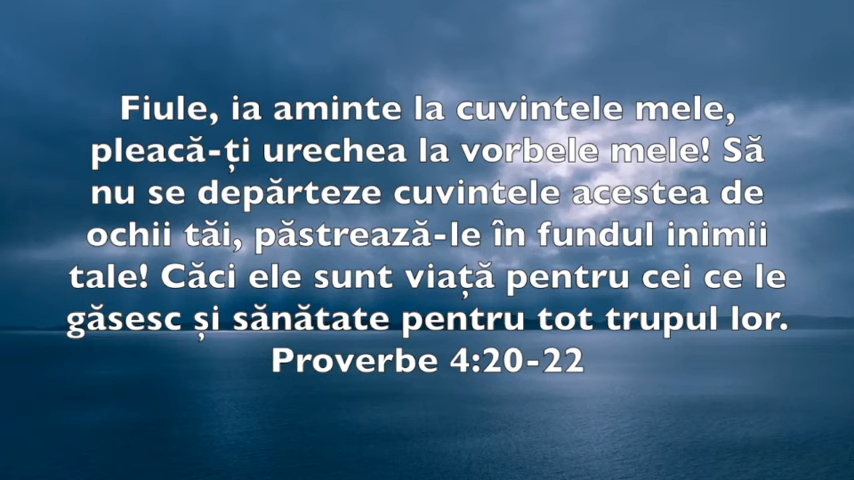 Fiule, ia aminte la cuvintele mele,
pleacă-ți urechea la vorbele mele! Să
nu se depărteze cuvintele acestea de
ochii tăi, păstrează-le în fundul inimii
tale! Căci ele sunt viață pentru cei ce le
găsesc și sănătate pentru tot trupul lor.
Proverbe 4:20-22